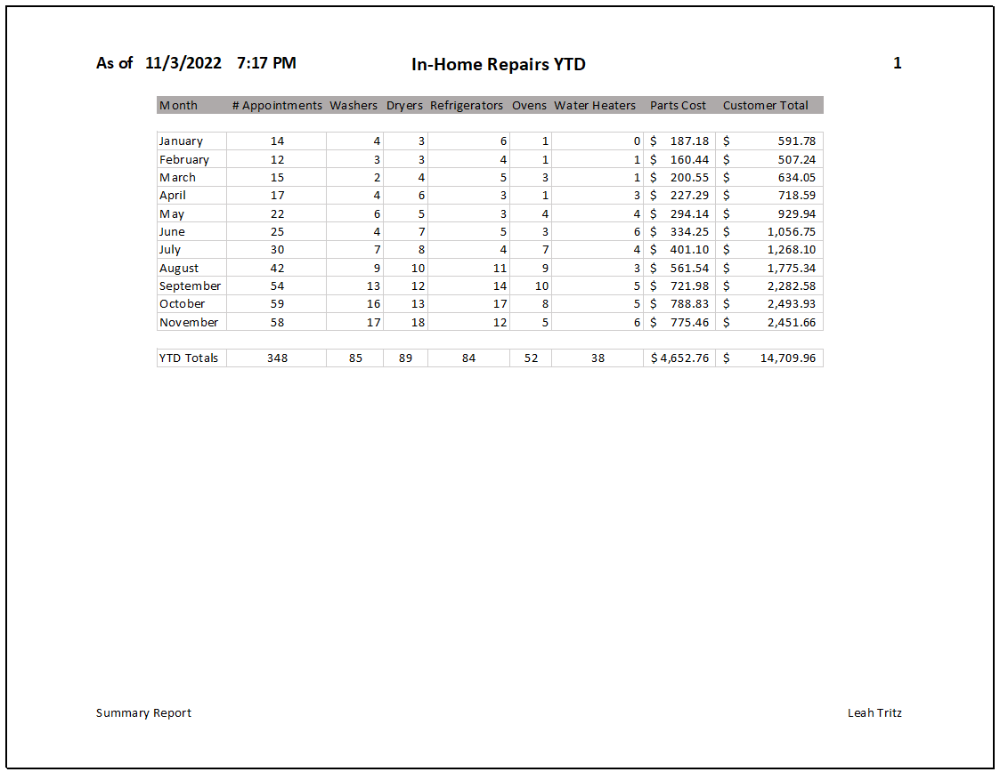 As of 11/3/2022 7:17 PM In-Home Repairs YTD 1
Month # Appointments Washers Dryers Refrigerators Ovens Water Heaters Parts Cost Customer Total
January 14 4 3 6 1 0 $ 187.18 $ 591.78
February 12 3 3 4 1 1 $ 160.44 $ 507.24
March 15 2 4 5 3 1 $ 200.55 $ 634.05
April 17 4 6 3 1 3 $ 227.29 $ 718.59
May 22 6 5 3 4 4 $ 294.14 $ 929.94
June 25 4 7 5 3 6 $ 334.25 $ 1,056.75
July 30 7 8 4 7 4 $ 401.10 $ 1,268.10
August 42 9 10 11 9 3 $ 561.54 $ 1,775.34
September 54 13 12 14 10 5 $ 721.98 $ 2,282.58
October 59 16 13 17 8 5 $ 788.83 $ 2,493.93
November 58 17 18 12 5 6 $ 775.46 $ 2,451.66
YTD Totals 348 85 89 84 52 38 $ 4,652.76 $ 14,709.96
Summary Report Leah Tritz